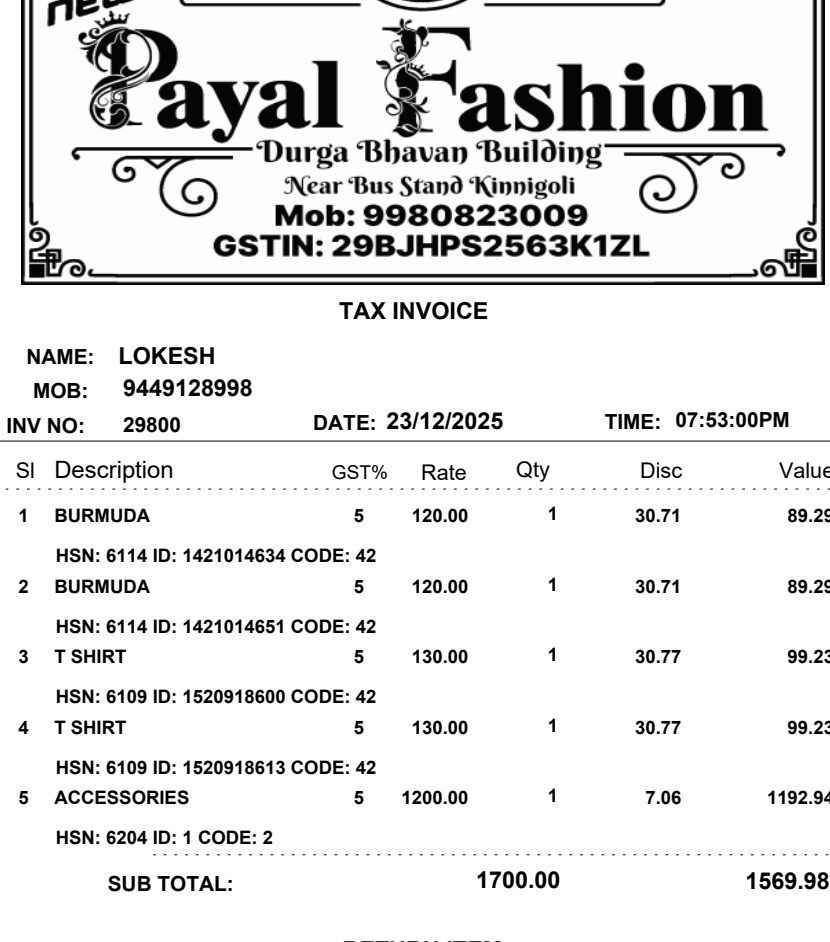 new
Payal Fashion
Durga Bhavan Building
Near Bus Stand Kinnigoli
Mob: 9980823009
GSTIN: 29BJHPS2563K1ZL
TAX INVOICE
NAME: LOKESH
MOB: 9449128998
INV NO: 29800 DATE: 23/12/2025 TIME: 07:53:00PM
Sl Description GST% Rate Qty Disc Value
1 BURMUDA 5 120.00 1 30.71 89.29
HSN: 6114 ID: 1421014634 CODE: 42
2 BURMUDA 5 120.00 1 30.71 89.29
HSN: 6114 ID: 1421014651 CODE: 42
3 T SHIRT 5 130.00 1 30.77 99.23
HSN: 6109 ID: 1520918600 CODE: 42
4 T SHIRT 5 130.00 1 30.77 99.23
HSN: 6109 ID: 1520918613 CODE: 42
5 ACCESSORIES 5 1200.00 1 7.06 1192.94
HSN: 6204 ID: 1 CODE: 2
SUB TOTAL: 1700.00 1569.98